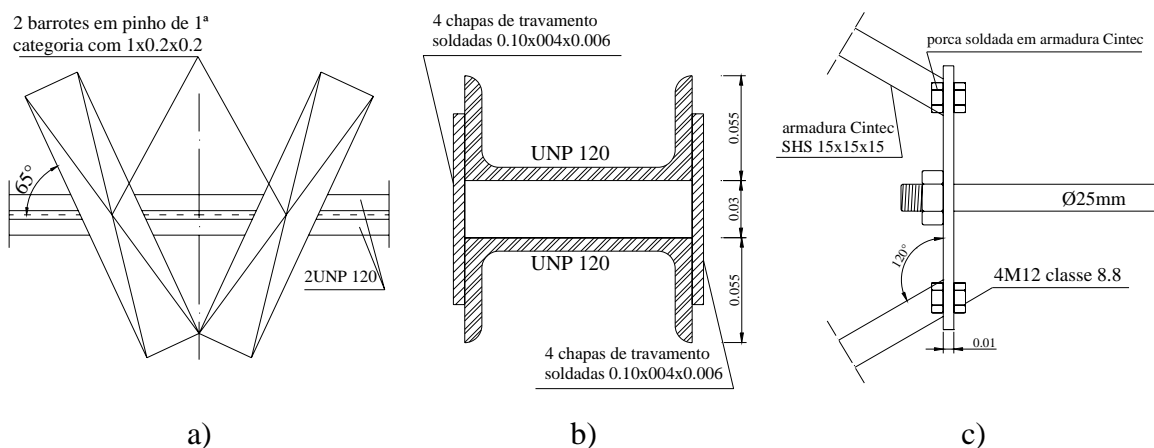 2 barrotes em pinho de 1ª
categoria com 1x0.2x0.2
65°
2UNP 120
a)
4 chapas de travamento
soldadas 0.10x004x0.006
UNP 120
UNP 120
0.055
0.03
0.055
4 chapas de travamento
soldadas 0.10x004x0.006
b)
porca soldada em armadura Cintec
armadura Cintec
SHS 15x15x15
Ø25mm
120°
4M12 classe 8.8
0.01
c)